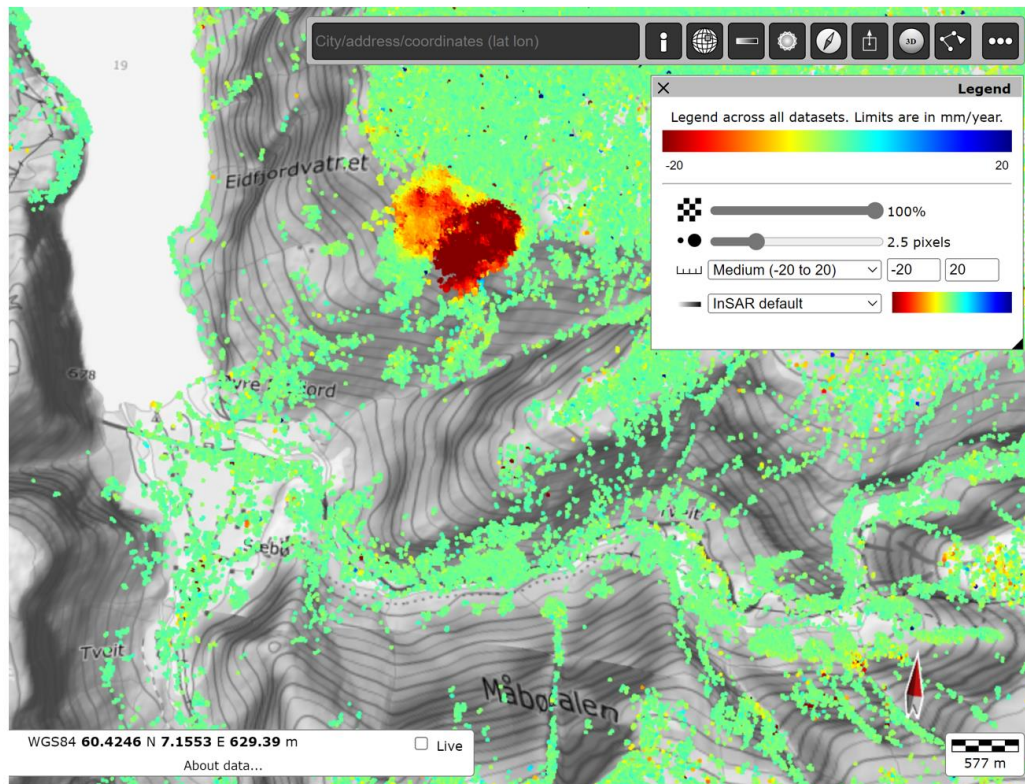 City/address/coordinates (lat lon)
3D
19
Legend
Legend across all datasets. Limits are in mm/year.
-20
20
Eidfjordvatnet
100%
2.5 pixels
Medium (-20 to 20)
-20
20
InSAR default
678
Sæbø
Tveit
Tveit
Måbødalen
WGS84 60.4246 N 7.1553 E 629.39 m
Live
About data...
577 m